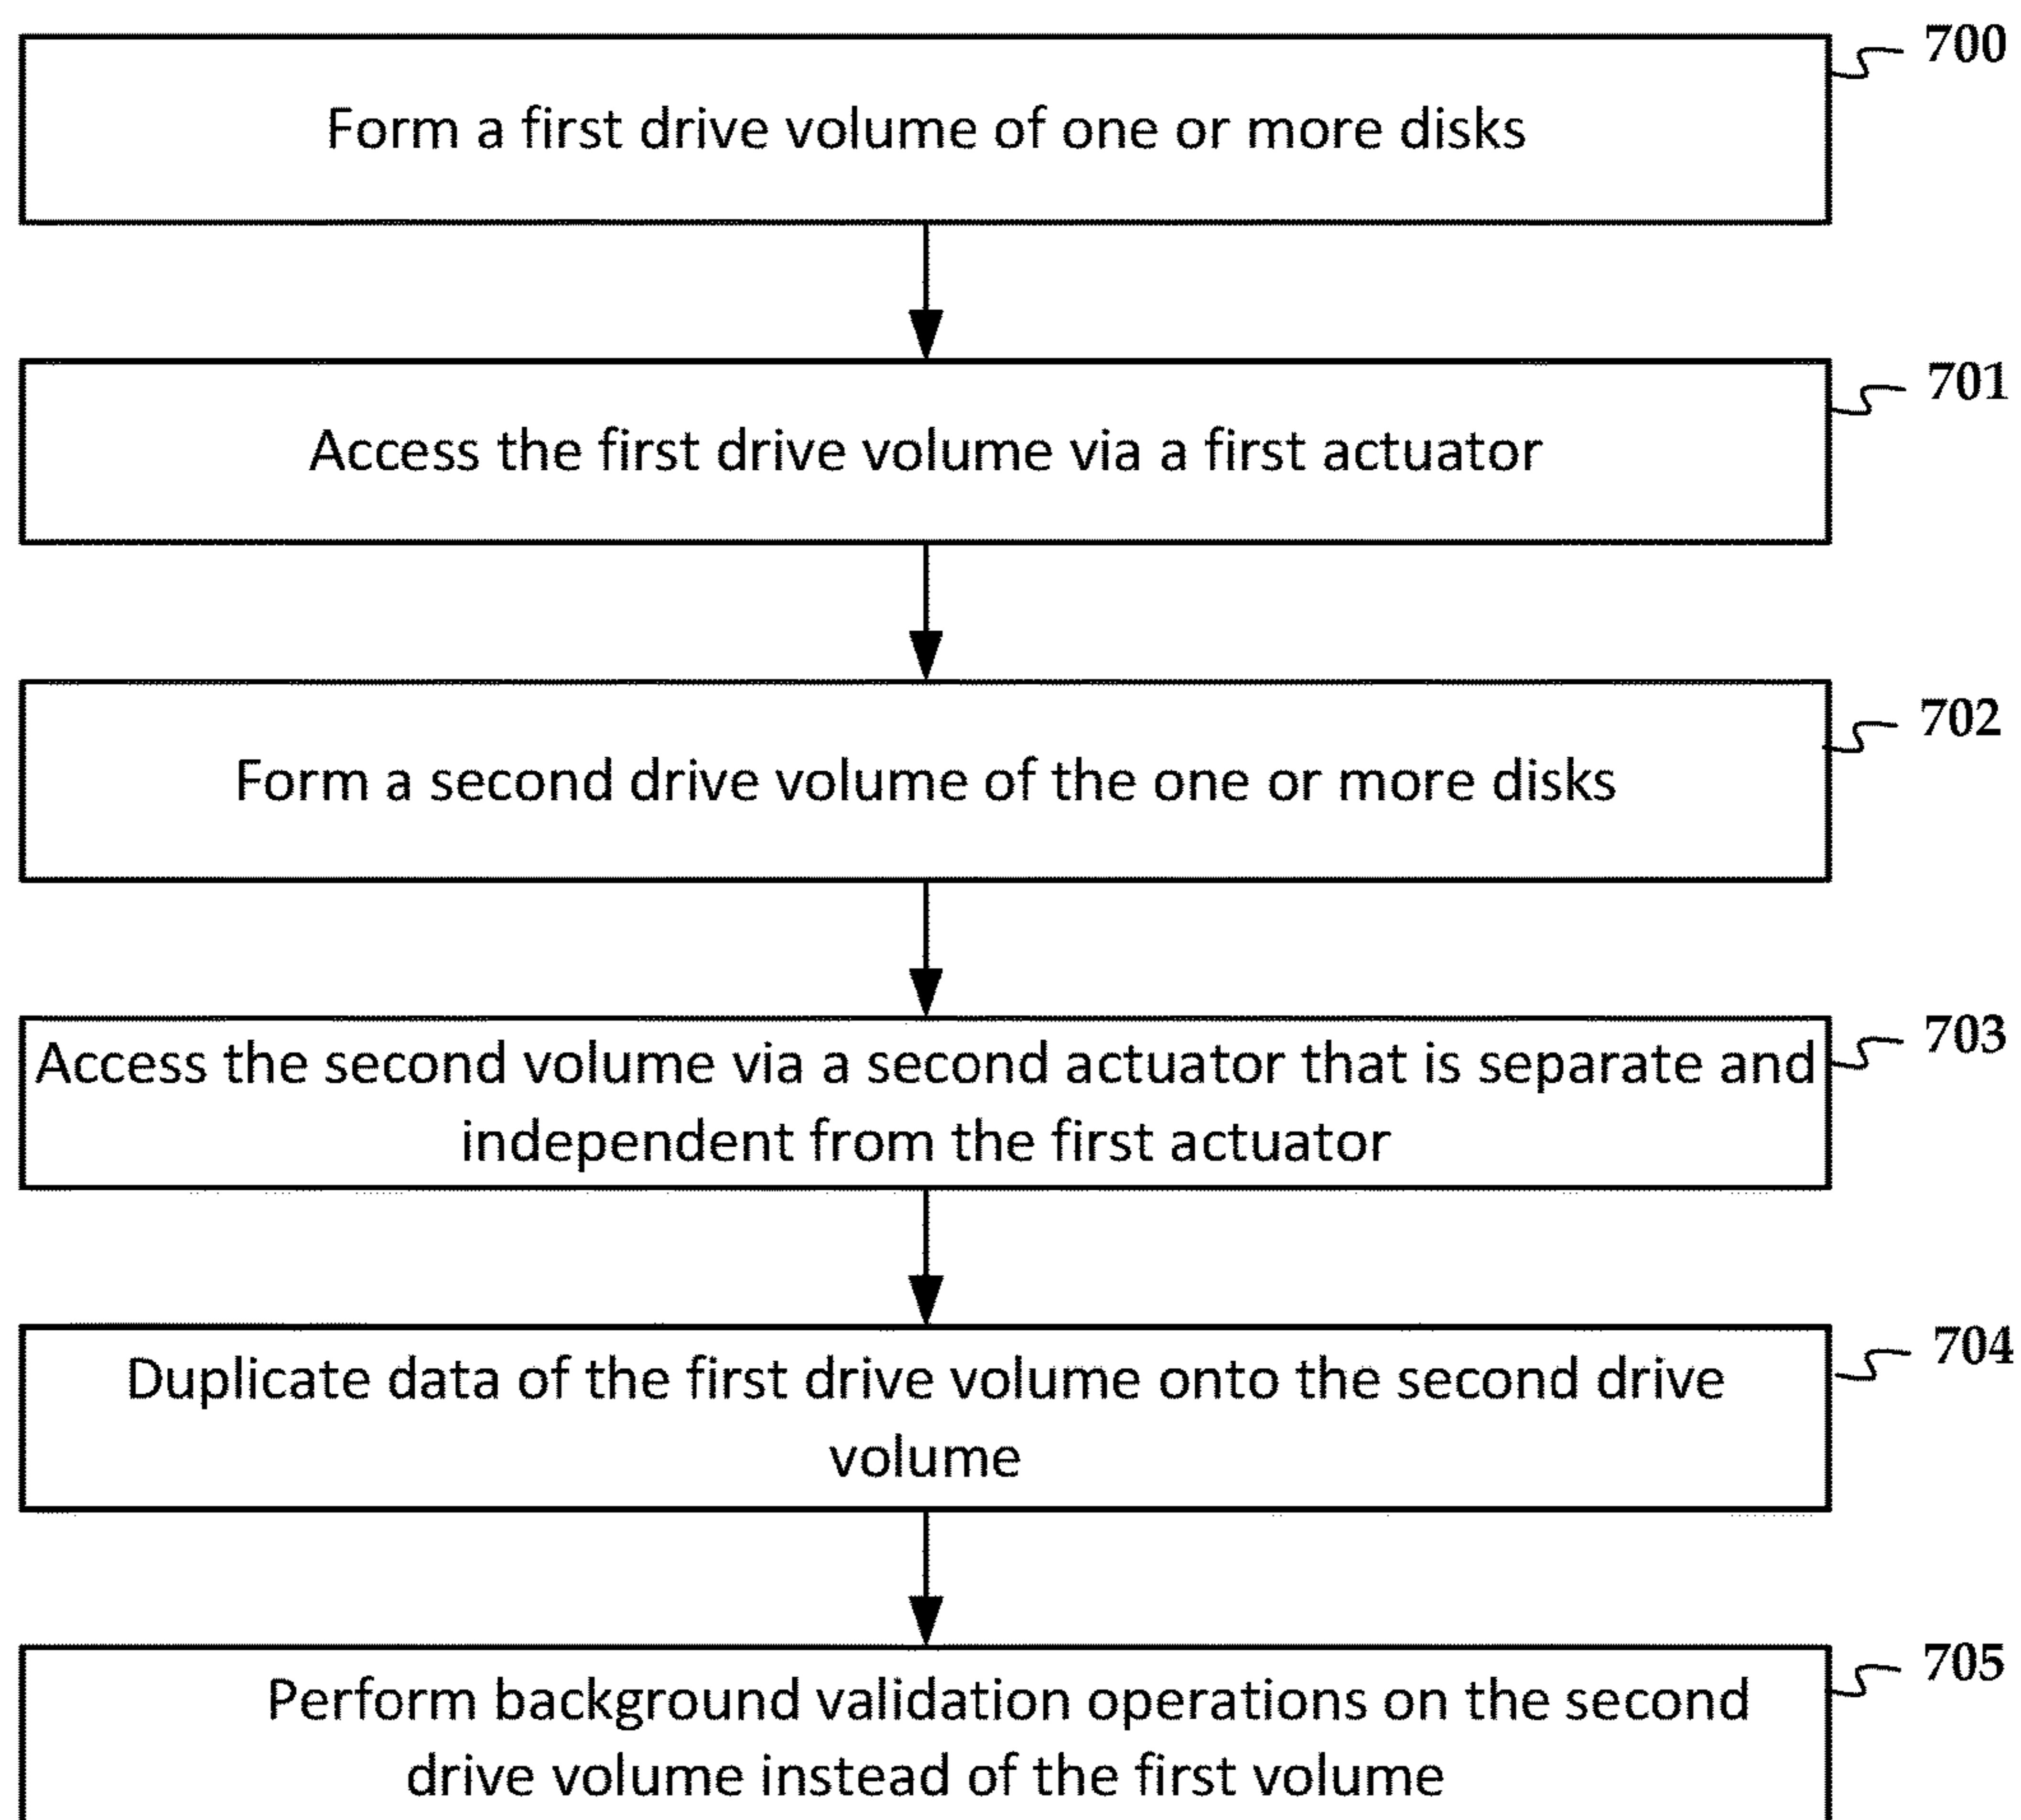 700
Form a first drive volume of one or more disks
701
Access the first drive volume via a first actuator
702
Form a second drive volume of the one or more disks
703
Access the second volume via a second actuator that is separate and
independent from the first actuator
704
Duplicate data of the first drive volume onto the second drive
volume
705
Perform background validation operations on the second
drive volume instead of the first volume